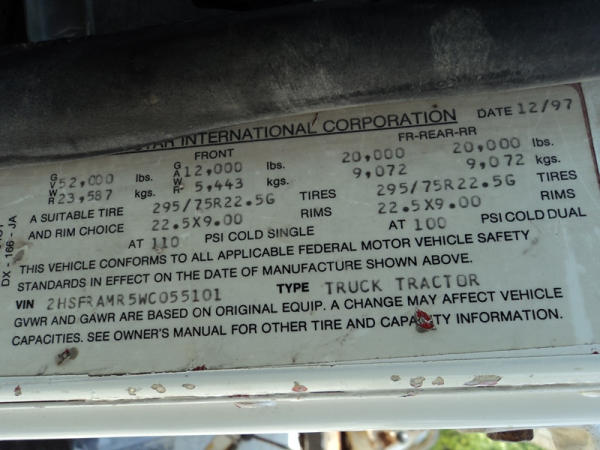 INTERNATIONAL CORPORATION DATE 12/97
FRONT FR-REAR-RR
GVWR 52,000 lbs. GAWR 12,000 lbs. 20,000 20,000 lbs.
23,587 kgs. 5,443 kgs. 9,072 9,072 kgs.
A SUITABLE TIRE 295/75R22.5G TIRES 295/75R22.5G TIRES
AND RIM CHOICE 22.5X9.00 RIMS 22.5X9.00 RIMS
AT 110 PSI COLD SINGLE AT 100 PSI COLD DUAL
THIS VEHICLE CONFORMS TO ALL APPLICABLE FEDERAL MOTOR VEHICLE SAFETY
STANDARDS IN EFFECT ON THE DATE OF MANUFACTURE SHOWN ABOVE.
VIN 2HSFRAMR5WC055101 TYPE TRUCK TRACTOR
GVWR AND GAWR ARE BASED ON ORIGINAL EQUIP. A CHANGE MAY AFFECT VEHICLE
CAPACITIES. SEE OWNER'S MANUAL FOR OTHER TIRE AND CAPACITY INFORMATION.
DX - 166 - JA